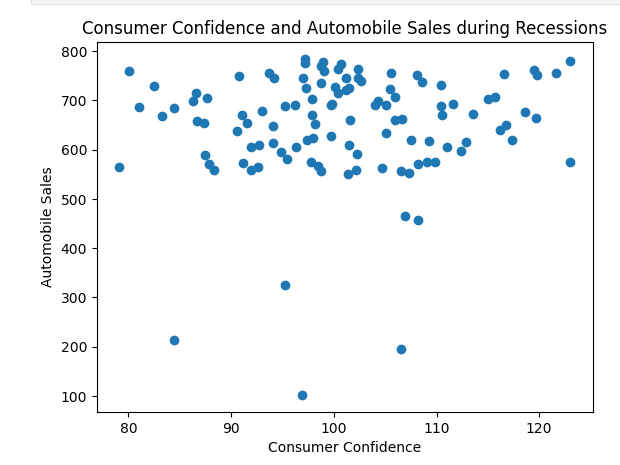 Consumer Confidence and Automobile Sales during Recessions
800
700
600
500
400
300
200
100
Automobile Sales
80 90 100 110 120
Consumer Confidence